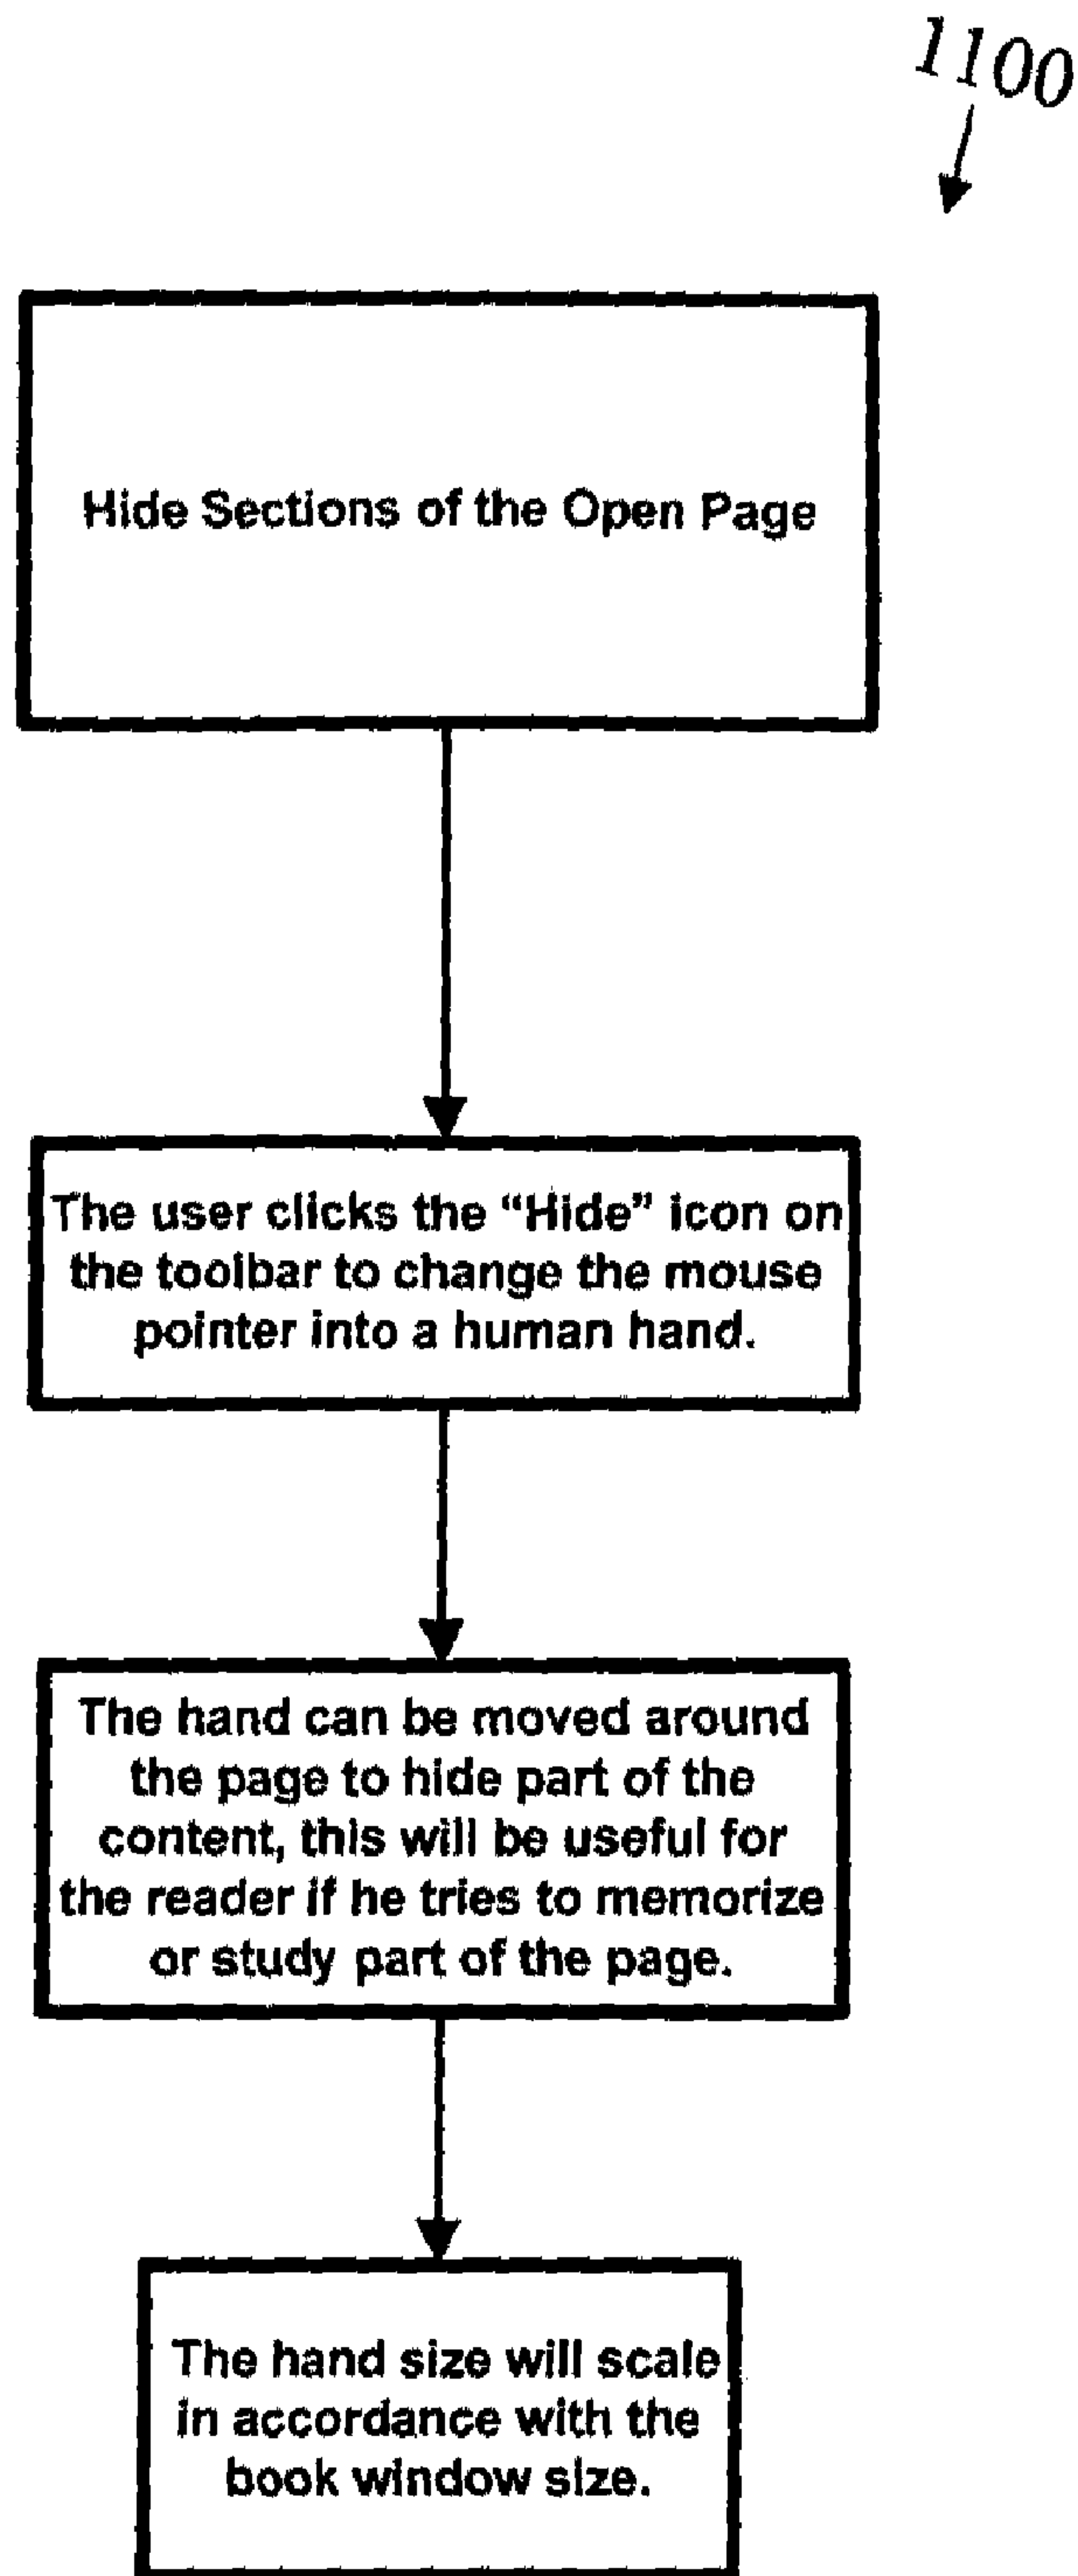 1100
Hide Sections of the Open Page
The user clicks the “Hide” icon on
the toolbar to change the mouse
pointer into a human hand.
The hand can be moved around
the page to hide part of the
content, this will be useful for
the reader if he tries to memorize
or study part of the page.
The hand size will scale
in accordance with the
book window size.